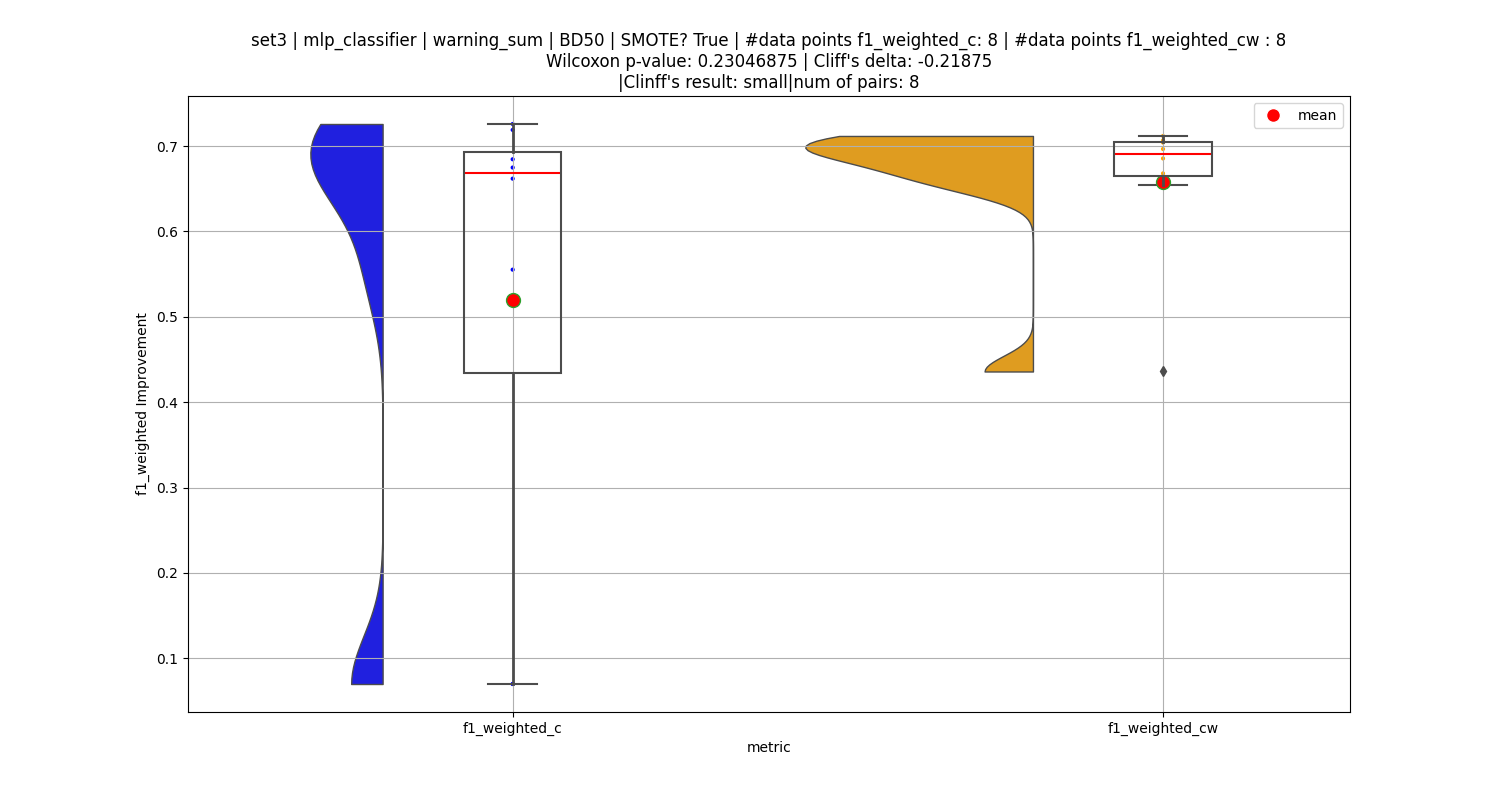 set3 | mlp_classifier | warning_sum | BD50 | SMOTE? True | #data points f1_weighted_c: 8 | #data points f1_weighted_cw : 8
Wilcoxon p-value: 0.23046875 | Cliff's delta: -0.21875
|Clinff's result: small|num of pairs: 8
mean
f1_weighted Improvement
0.7
0.6
0.5
0.4
0.3
0.2
0.1
f1_weighted_c
f1_weighted_cw
metric